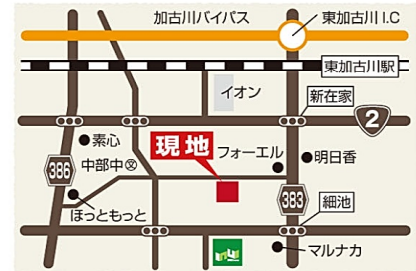 加古川バイパス
東加古川I.C
東加古川駅
イオン
新在家
2
素心
現地
フォーエル
明日香
386
中部中文
383
細池
ほっともっと
マルナカ